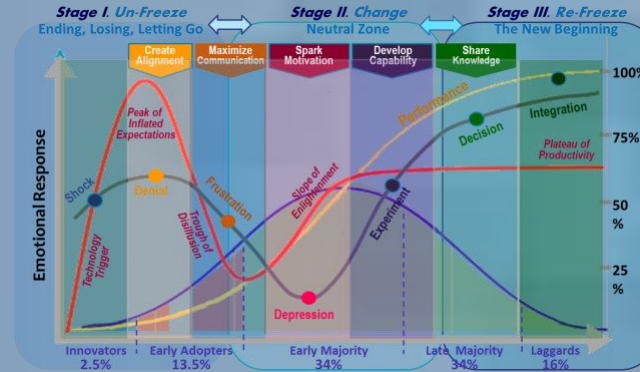 Stage I. Un-Freeze
Stage II. Change
Stage III. Re-Freeze
Ending, Losing, Letting Go
Neutral Zone
The New Beginning
Create
Alignment
Maximize
Communication
Spark
Motivation
Develop
Capability
Share
Knowledge
Emotional Response
100%
75%
50
%
25
%
Peak of
Inflated
Expectations
Performance
Integration
Decision
Plateau of
Productivity
Shock
Denial
Frustration
Slope of
Enlightenment
Experiment
Trough of
Disillusion
Technology
Trigger
Depression
Innovators
2.5%
Early Adopters
13.5%
Early Majority
34%
Late Majority
34%
Laggards
16%